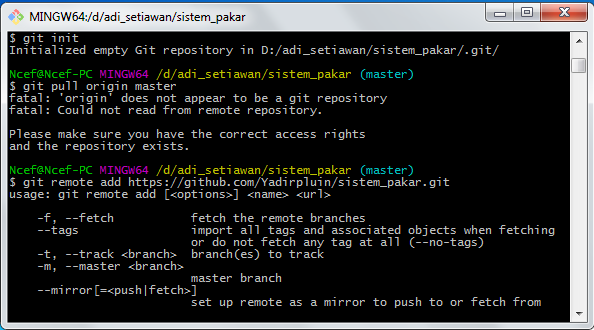 MINGW64:/d/adi_setiawan/sistem_pakar
$ git init
Initialized empty Git repository in D:/adi_setiawan/sistem_pakar/.git/
Ncef@Ncef-PC MINGW64 /d/adi_setiawan/sistem_pakar (master)
$ git pull origin master
fatal: 'origin' does not appear to be a git repository
fatal: Could not read from remote repository.
Please make sure you have the correct access rights
and the repository exists.
Ncef@Ncef-PC MINGW64 /d/adi_setiawan/sistem_pakar (master)
$ git remote add https://github.com/Yadirpluin/sistem_pakar.git
usage: git remote add [<options>] <name> <url>
-f, --fetch fetch the remote branches
--tags import all tags and associated objects when fetching
or do not fetch any tag at all (--no-tags)
-t, --track <branch> branch(es) to track
-m, --master <branch>
master branch
--mirror[=<push|fetch>]
set up remote as a mirror to push to or fetch from